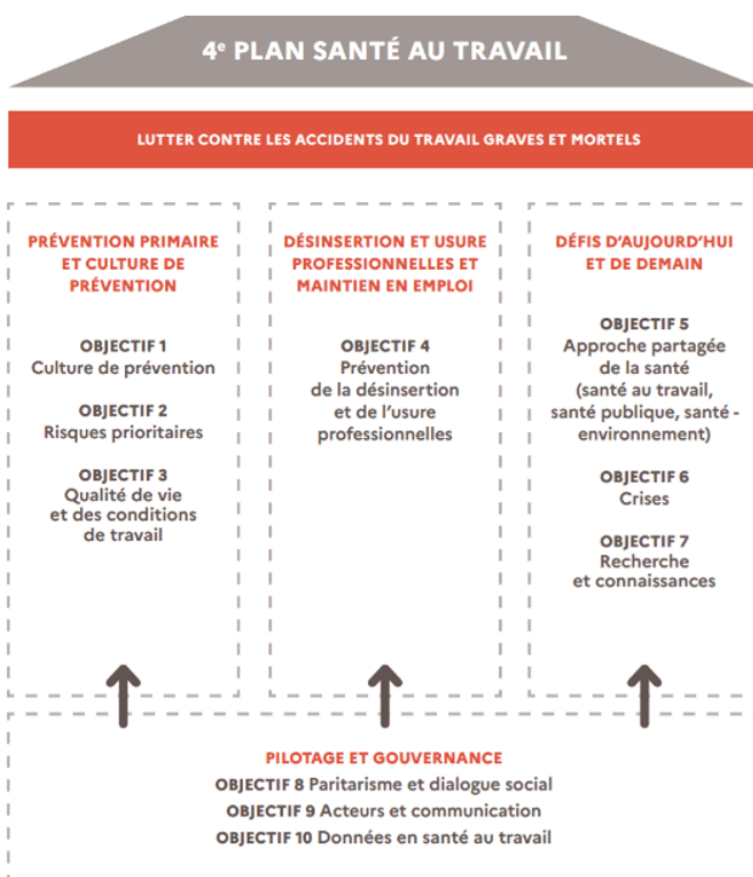 4e PLAN SANTÉ AU TRAVAIL
LUTTER CONTRE LES ACCIDENTS DU TRAVAIL GRAVES ET MORTELS
PRÉVENTION PRIMAIRE
ET CULTURE DE
PRÉVENTION
OBJECTIF 1
Culture de prévention
OBJECTIF 2
Risques prioritaires
OBJECTIF 3
Qualité de vie
et des conditions
de travail
DÉSINSERTION ET USURE
PROFESSIONNELLES ET
MAINTIEN EN EMPLOI
OBJECTIF 4
Prévention
de la désinsertion
et de l'usure
professionnelles
DÉFIS D'AUJOURD'HUI
ET DE DEMAIN
OBJECTIF 5
Approche partagée
de la santé
(santé au travail,
santé publique, santé -
environnement)
OBJECTIF 6
Crises
OBJECTIF 7
Recherche
et connaissances
PILOTAGE ET GOUVERNANCE
OBJECTIF 8 Paritarisme et dialogue social
OBJECTIF 9 Acteurs et communication
OBJECTIF 10 Données en santé au travail